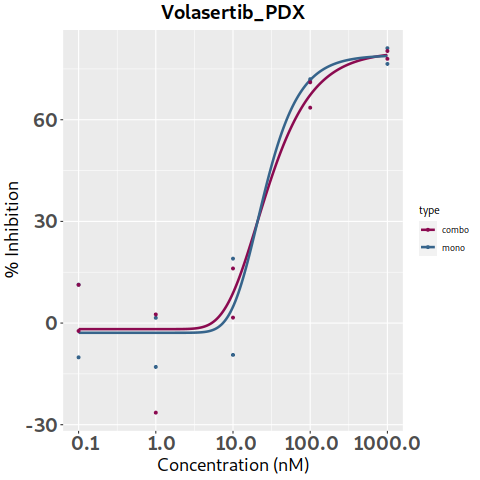 Volasertib_PDX
% Inhibition
60
30
0
-30
0.1 1.0 10.0 100.0 1000.0
Concentration (nM)
type
combo
mono